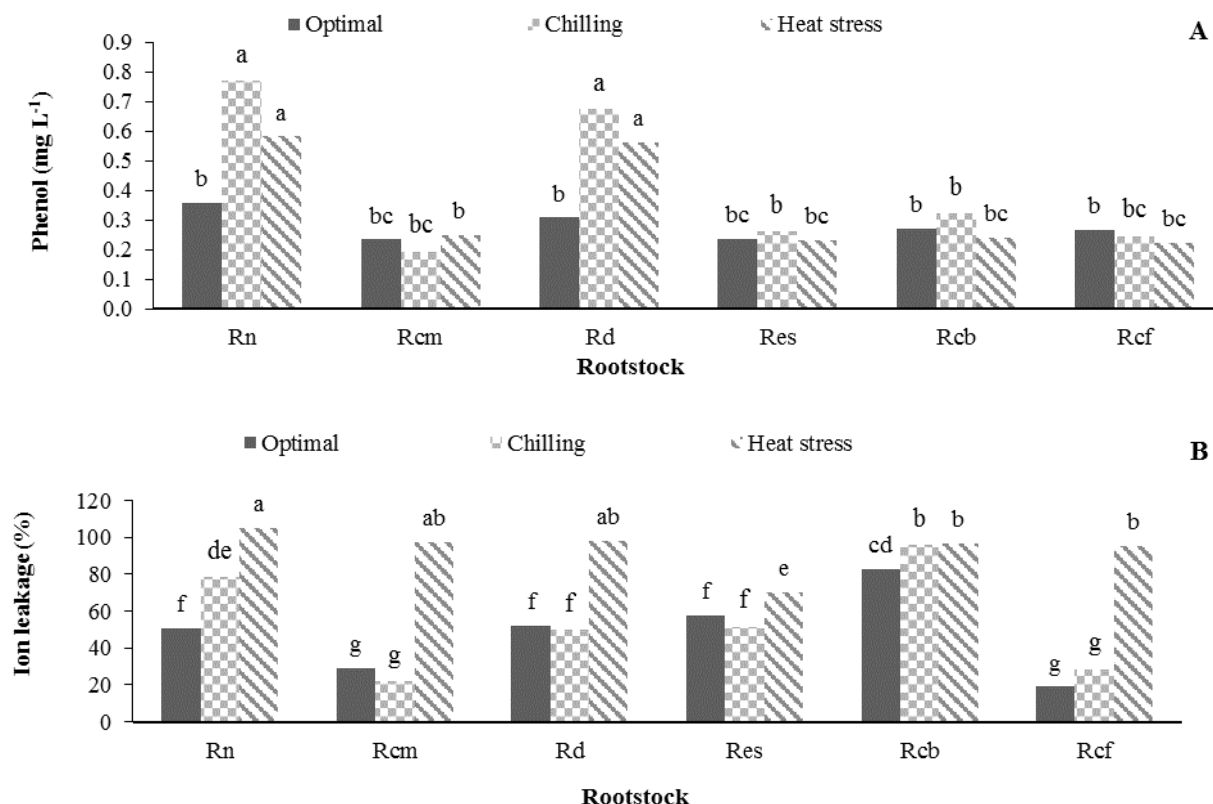 Optimal Chilling Heat stress A
0.9
0.8
0.7
0.6
0.5
0.4
0.3
0.2
0.1
0.0
Phenol (mg L-1)
b a a bc bc b b a a bc b bc b b bc b bc bc
Rn Rcm Rd Res Rcb Rcf
Rootstock
Optimal Chilling Heat stress B
120
100
80
60
40
20
0
Ion leakage (%)
f de a g g ab f f ab f f e cd b b g g b
Rn Rcm Rd Res Rcb Rcf
Rootstock